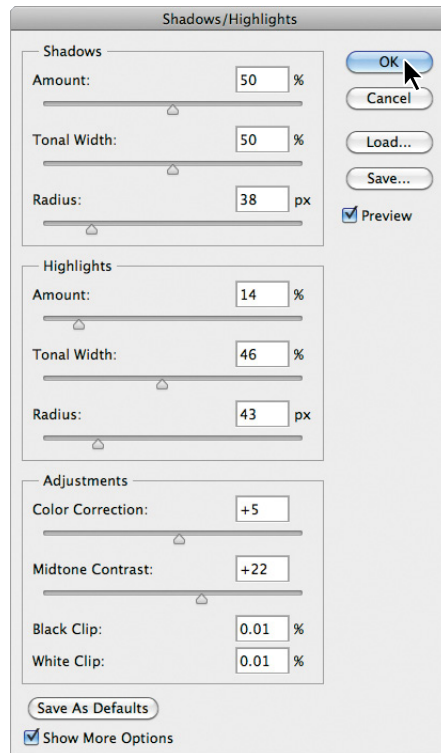 Shadows/Highlights
Shadows
Amount: 50 %
Tonal Width: 50 %
Radius: 38 px
Highlights
Amount: 14 %
Tonal Width: 46 %
Radius: 43 px
Adjustments
Color Correction: +5
Midtone Contrast: +22
Black Clip: 0.01 %
White Clip: 0.01 %
Save As Defaults
Show More Options
OK
Cancel
Load...
Save...
Preview